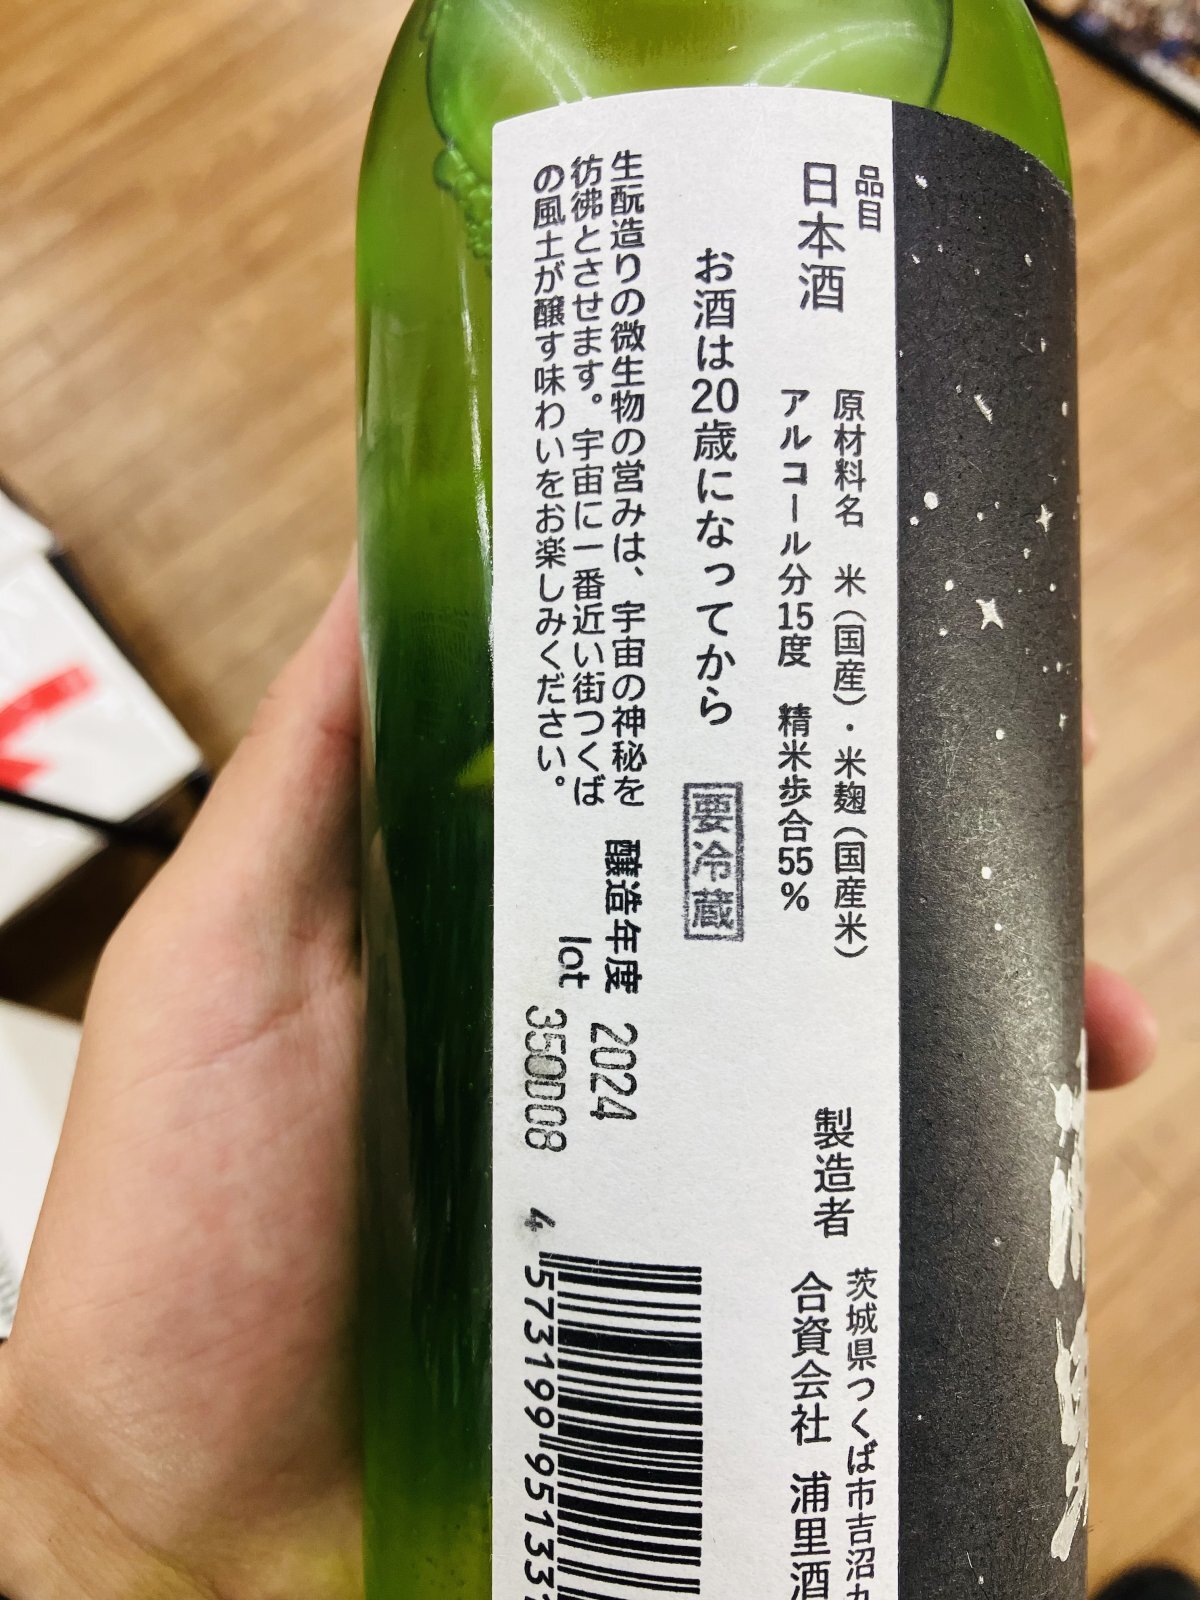 品目
日本酒
原材料名　米（国産）・米麹（国産米）
アルコール分15度　精米歩合55％
お酒は20歳になってから
要冷蔵
生酛造りの微生物の営みは、宇宙の神秘を
彷彿とさせます。宇宙に一番近い街つくば
の風土が醸す味わいをお楽しみください。
醸造年度　2024
lot　350D08
製造者
茨城県つくば市吉沼
合資会社　浦里酒
4 573199 95133